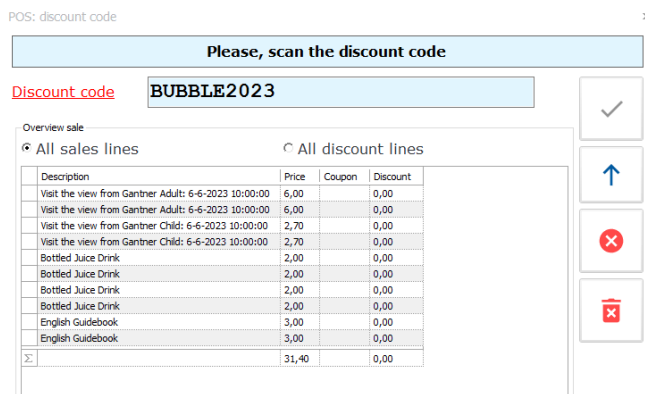 POS: discount code
Please, scan the discount code
Discount code BUBBLE2023
Overview sale
All sales lines All discount lines
Description Price Coupon Discount
Visit the view from Gantner Adult: 6-6-2023 10:00:00 6,00 0,00
Visit the view from Gantner Adult: 6-6-2023 10:00:00 6,00 0,00
Visit the view from Gantner Child: 6-6-2023 10:00:00 2,70 0,00
Visit the view from Gantner Child: 6-6-2023 10:00:00 2,70 0,00
Bottled Juice Drink 2,00 0,00
Bottled Juice Drink 2,00 0,00
Bottled Juice Drink 2,00 0,00
Bottled Juice Drink 2,00 0,00
English Guidebook 3,00 0,00
English Guidebook 3,00 0,00
Σ 31,40 0,00